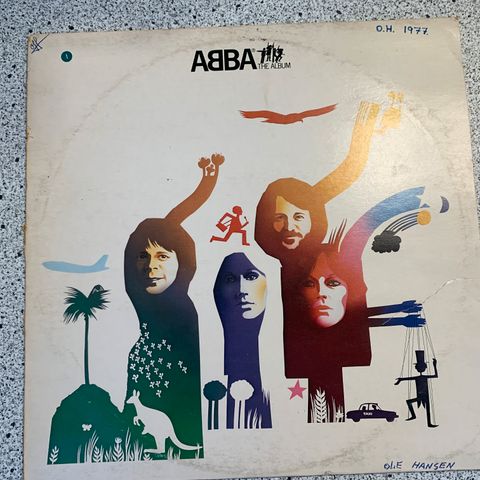 O.H. 1977
ABBA
THE ALBUM
TAXI
OLE HANSEN